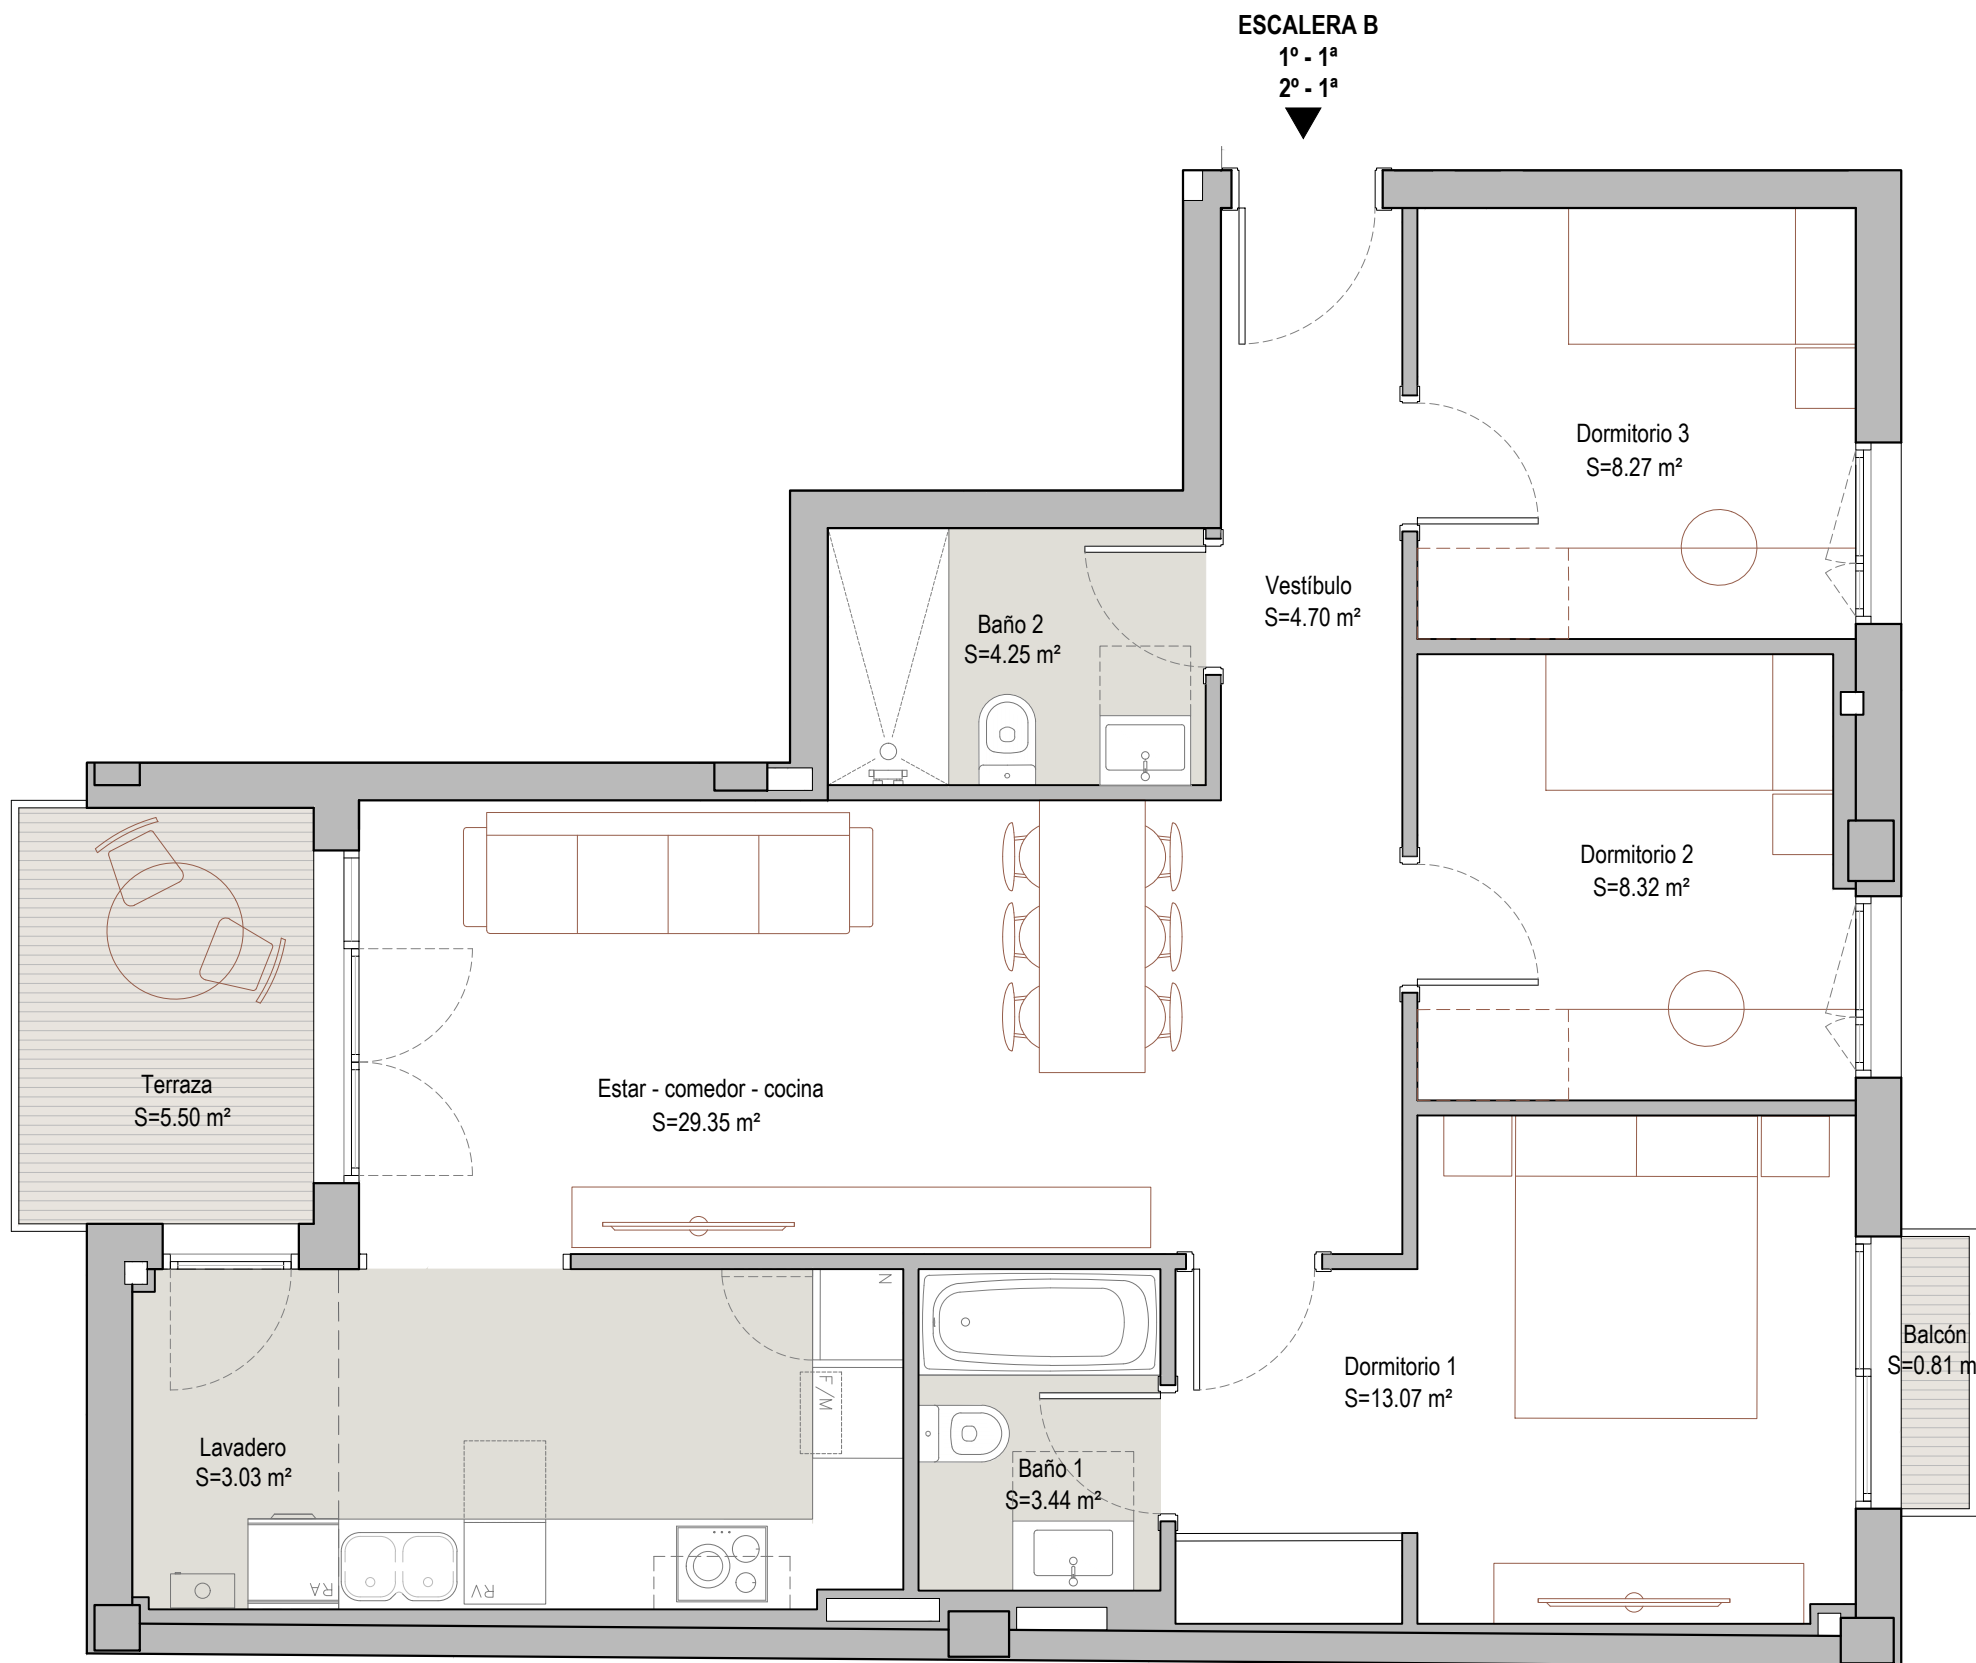 ESCALERA B
1º - 1ª
2º - 1ª
Dormitorio 3
S=8.27 m²
Vestíbulo
S=4.70 m²
Baño 2
S=4.25 m²
Dormitorio 2
S=8.32 m²
Terraza
S=5.50 m²
Estar - comedor - cocina
S=29.35 m²
N
F/M
Balcón
S=0.81 m
Dormitorio 1
S=13.07 m²
Lavadero
S=3.03 m²
Baño 1
S=3.44 m²
RA
RV